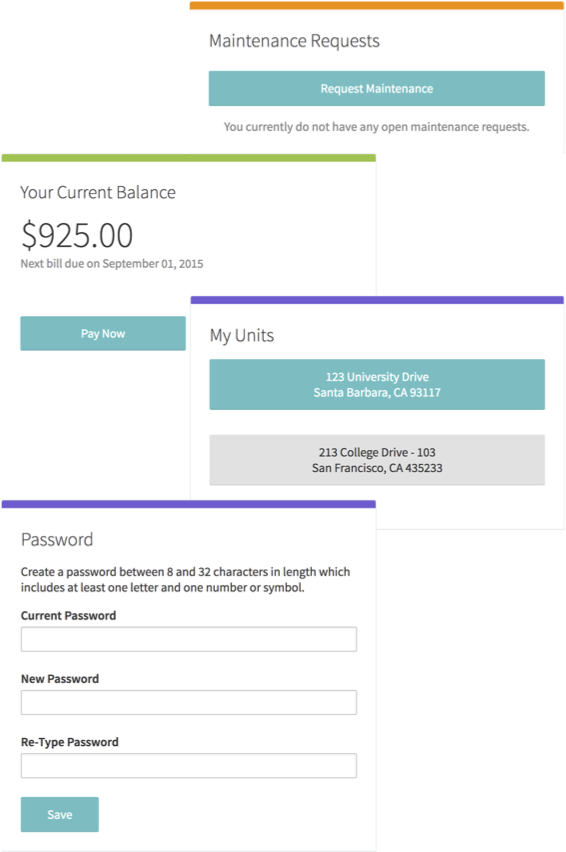 Maintenance Requests
Request Maintenance
You currently do not have any open maintenance requests.
Your Current Balance
$925.00
Next bill due on September 01, 2015
Pay Now
My Units
123 University Drive
Santa Barbara, CA 93117
213 College Drive - 103
San Francisco, CA 435233
Password
Create a password between 8 and 32 characters in length which
includes at least one letter and one number or symbol.
Current Password
New Password
Re-Type Password
Save